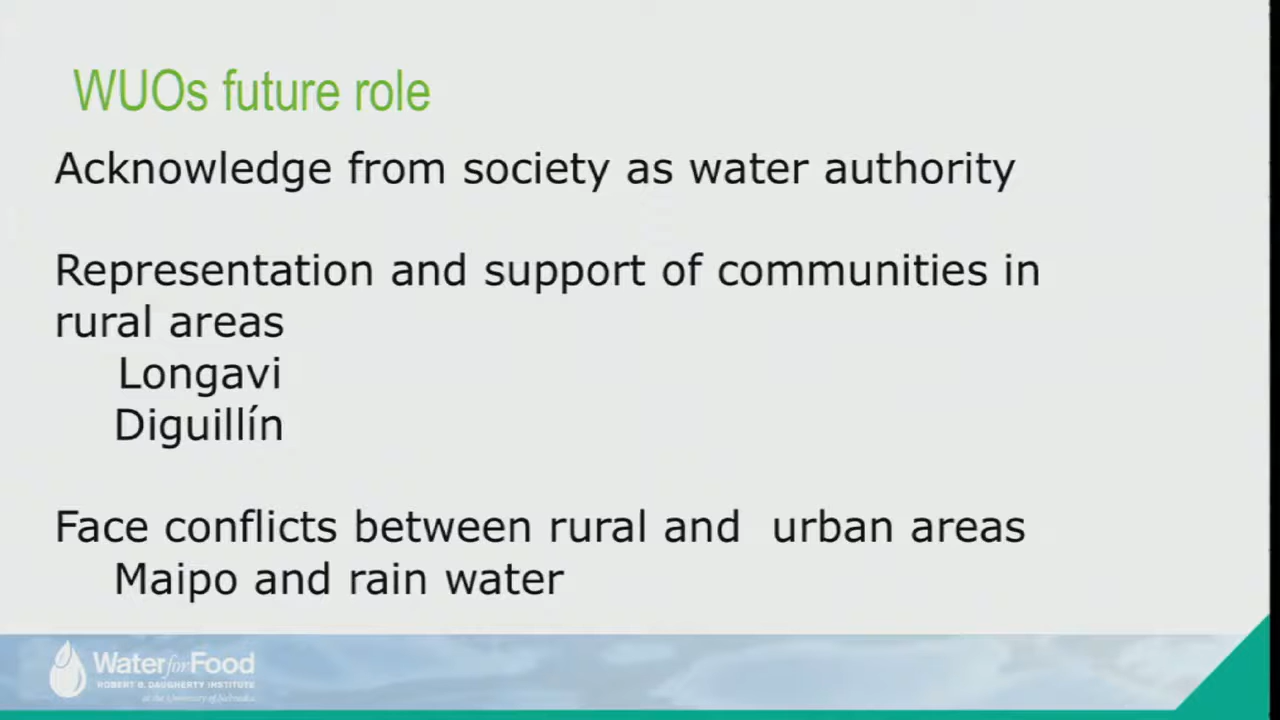 WUOs future role
Acknowledge from society as water authority
Representation and support of communities in
rural areas
Longavi
Diguillín
Face conflicts between rural and urban areas
Maipo and rain water
Water for Food
ROBERT B. DAUGHERTY INSTITUTE
at the University of Nebraska